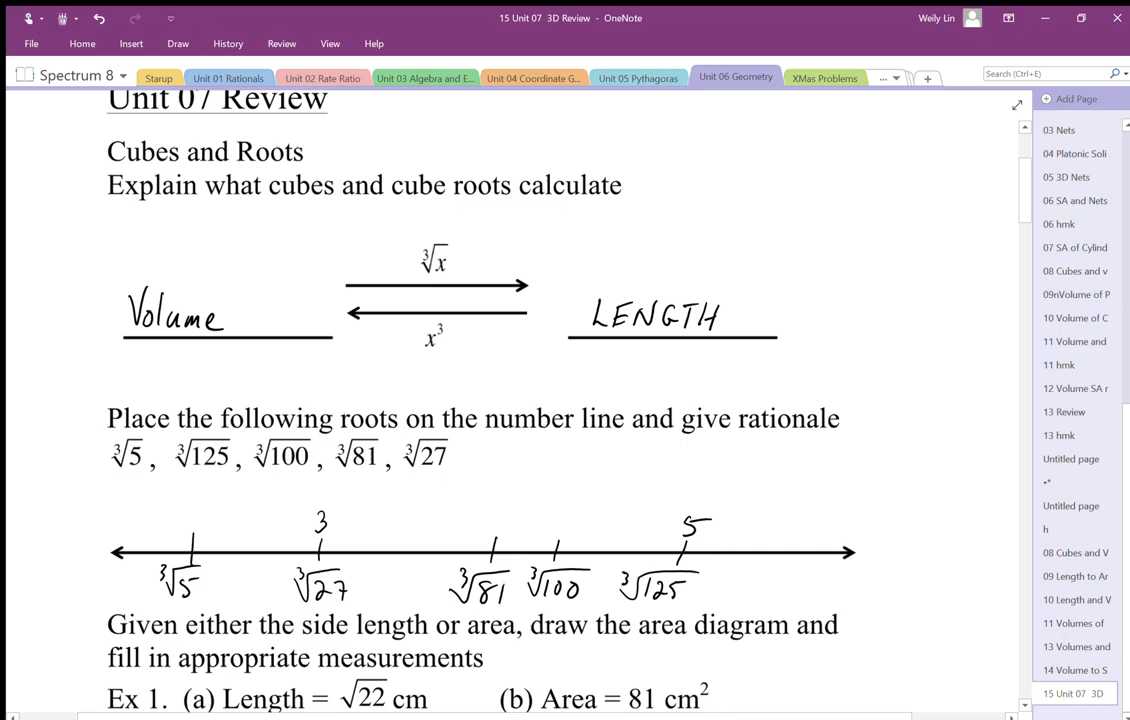 15 Unit 07  3D Review  -  OneNote
Weily Lin
File Home Insert Draw History Review View Help
Spectrum 8
Starup
Unit 01 Rationals
Unit 02 Rate Ratio
Unit 03 Algebra and E...
Unit 04 Coordinate G...
Unit 05 Pythagoras
Unit 06 Geometry
XMas Problems
...
Search (Ctrl+E)
Unit 07 Review
Cubes and Roots
Explain what cubes and cube roots calculate
∛x
Volume
LENGTH
x³
Place the following roots on the number line and give rationale
∛5 , ∛125 , ∛100 , ∛81 , ∛27
3 5
∛5 ∛27 ∛81 ∛100 ∛125
Given either the side length or area, draw the area diagram and
fill in appropriate measurements
Ex 1. (a) Length = √22 cm (b) Area = 81 cm²
Add Page
03 Nets
04 Platonic Soli
05 3D Nets
06 SA and Nets
06 hmk
07 SA of Cylind
08 Cubes and v
09nVolume of P
10 Volume of C
11 Volume and
11 hmk
12 Volume SA r
13 Review
13 hmk
Untitled page
•*
Untitled page
h
08 Cubes and V
09 Length to Ar
10 Length and V
11 Volumes of
13 Volumes and
14 Volume to S
15 Unit 07  3D